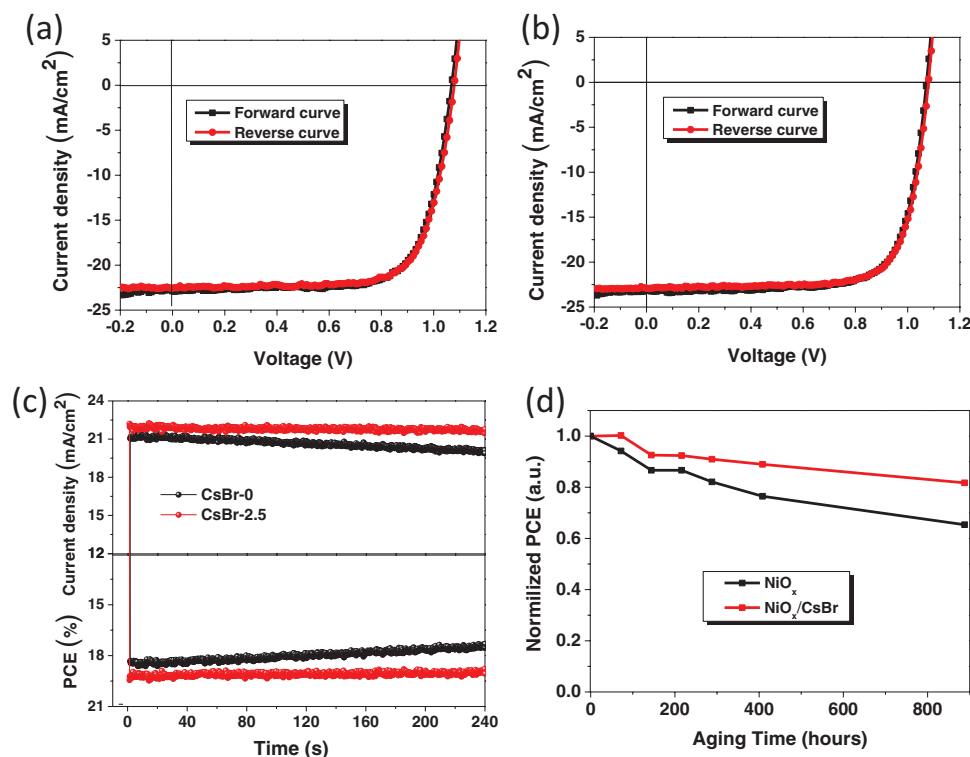 (a)
5
0
-5
-10
-15
-20
-25
-0.2 0.0 0.2 0.4 0.6 0.8 1.0 1.2
Current density (mA/cm²)
Voltage (V)
Forward curve
Reverse curve
(b)
5
0
-5
-10
-15
-20
-25
-0.2 0.0 0.2 0.4 0.6 0.8 1.0 1.2
Current density (mA/cm²)
Voltage (V)
Forward curve
Reverse curve
(c)
24
21
18
15
12
15
18
21
0 40 80 120 160 200 240
Current density (mA/cm²)
PCE (%)
Time (s)
CsBr-0
CsBr-2.5
(d)
1.0
0.8
0.6
0.4
0.2
0.0
0 200 400 600 800
Normilized PCE (a.u.)
Aging Time (hours)
NiOₓ
NiOₓ/CsBr